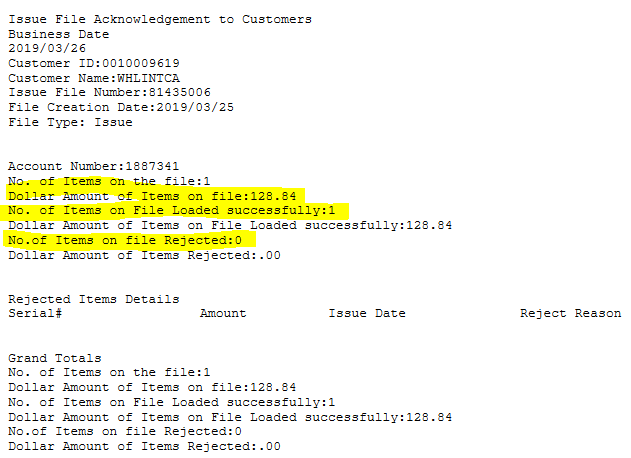 Issue File Acknowledgement to Customers
Business Date
2019/03/26
Customer ID:0010009619
Customer Name:WHLINTCA
Issue File Number:81435006
File Creation Date:2019/03/25
File Type: Issue
Account Number:1887341
No. of Items on the file:1
Dollar Amount of Items on file:128.84
No. of Items on File Loaded successfully:1
Dollar Amount of Items on File Loaded successfully:128.84
No.of Items on file Rejected:0
Dollar Amount of Items Rejected:.00
Rejected Items Details
Serial# Amount Issue Date Reject Reason
Grand Totals
No. of Items on the file:1
Dollar Amount of Items on file:128.84
No. of Items on File Loaded successfully:1
Dollar Amount of Items on File Loaded successfully:128.84
No.of Items on file Rejected:0
Dollar Amount of Items Rejected:.00